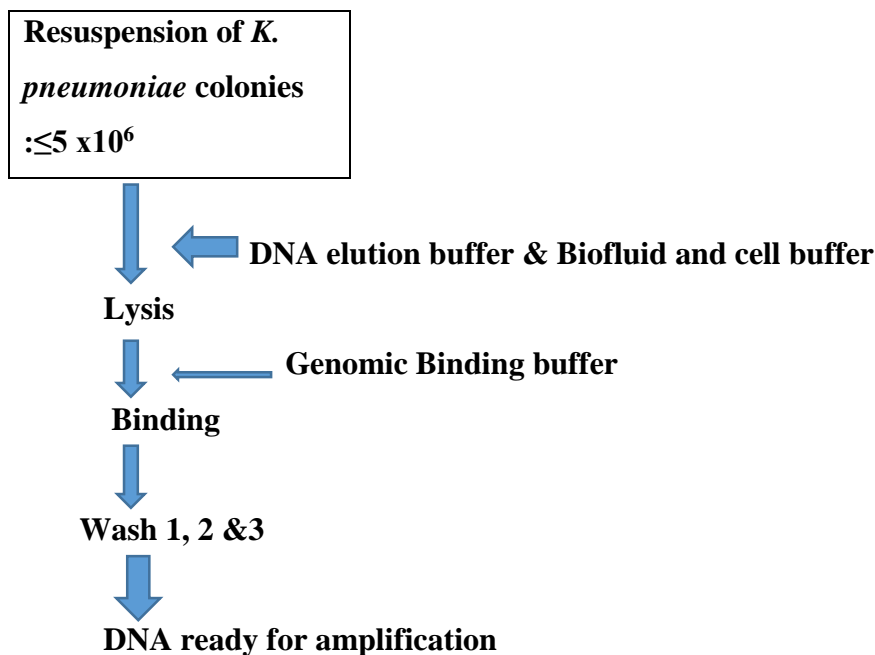 Resuspension of K.
pneumoniae colonies
:≤5 x10⁶
DNA elution buffer & Biofluid and cell buffer
Lysis
Genomic Binding buffer
Binding
Wash 1, 2 &3
DNA ready for amplification